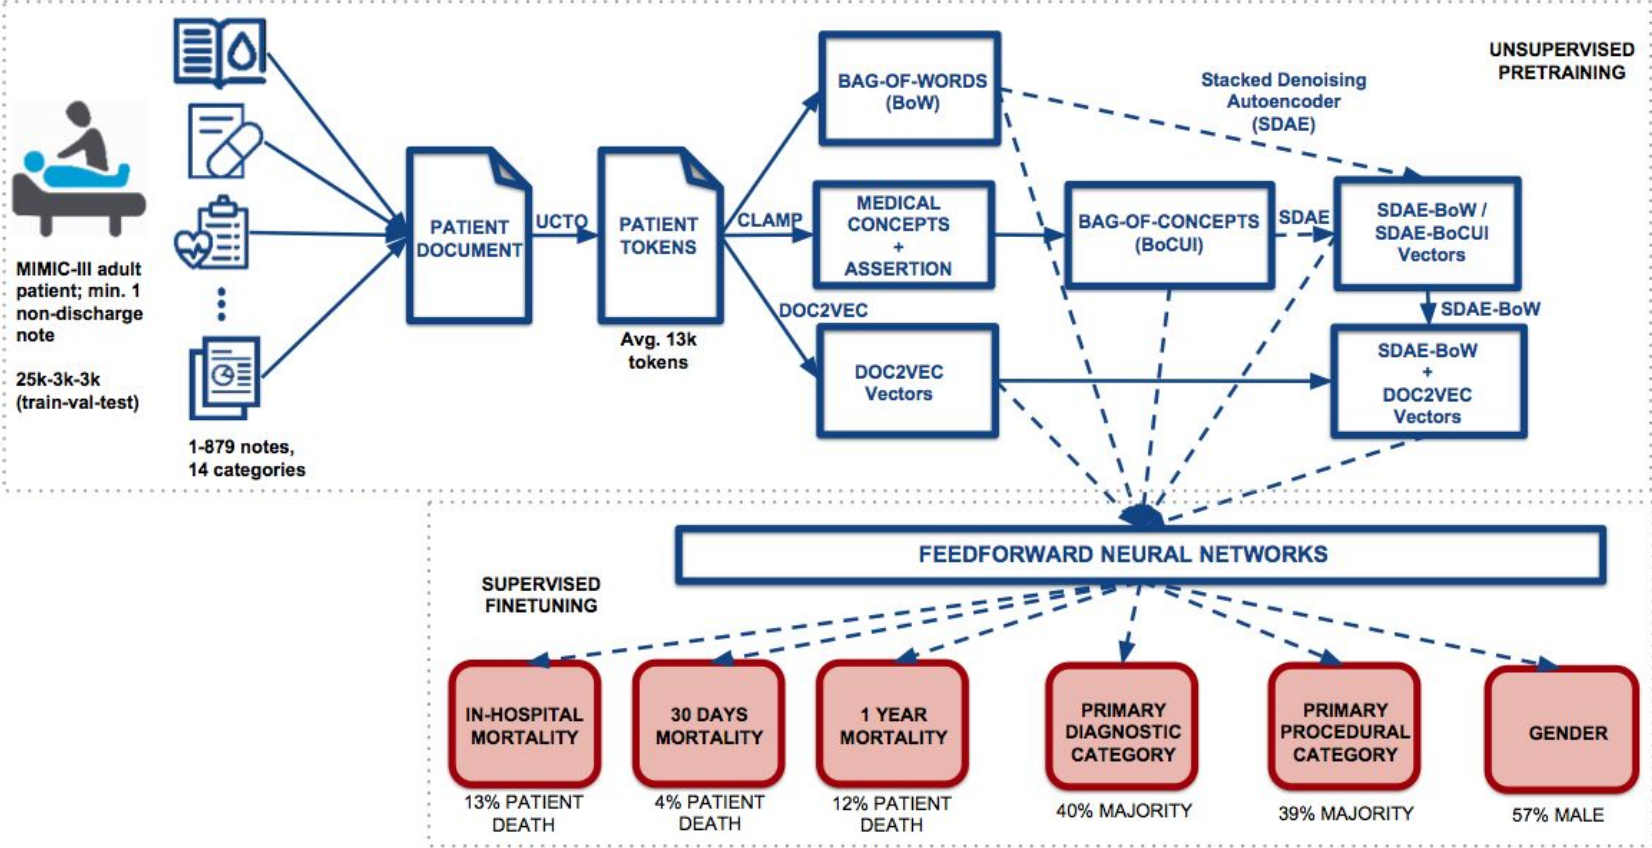 UNSUPERVISED
PRETRAINING
MIMIC-III adult
patient; min. 1
non-discharge
note
25k-3k-3k
(train-val-test)
1-879 notes,
14 categories
PATIENT
DOCUMENT
UCTO
PATIENT
TOKENS
Avg. 13k
tokens
CLAMP
DOC2VEC
BAG-OF-WORDS
(BoW)
MEDICAL
CONCEPTS
+
ASSERTION
DOC2VEC
Vectors
BAG-OF-CONCEPTS
(BoCUI)
Stacked Denoising
Autoencoder
(SDAE)
SDAE
SDAE-BoW /
SDAE-BoCUI
Vectors
SDAE-BoW
SDAE-BoW
+
DOC2VEC
Vectors
FEEDFORWARD NEURAL NETWORKS
SUPERVISED
FINETUNING
IN-HOSPITAL
MORTALITY
13% PATIENT
DEATH
30 DAYS
MORTALITY
4% PATIENT
DEATH
1 YEAR
MORTALITY
12% PATIENT
DEATH
PRIMARY
DIAGNOSTIC
CATEGORY
40% MAJORITY
PRIMARY
PROCEDURAL
CATEGORY
39% MAJORITY
GENDER
57% MALE